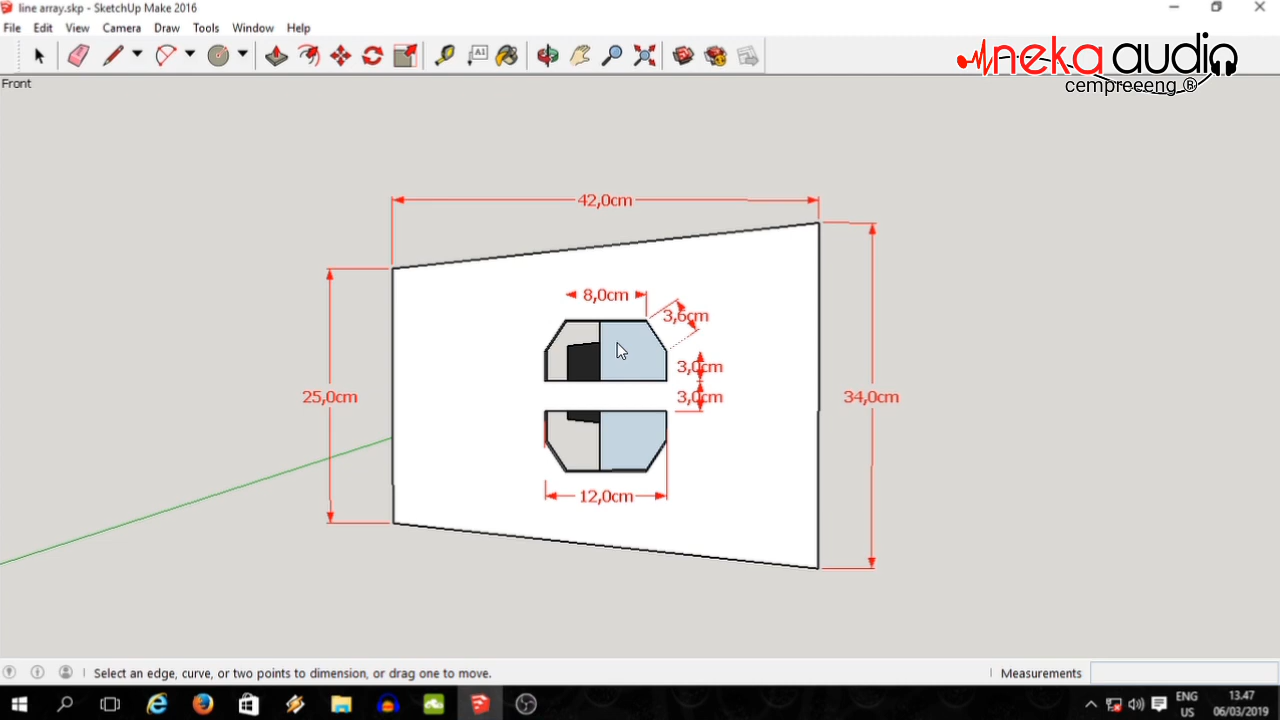 line array.skp - SketchUp Make 2016
File Edit View Camera Draw Tools Window Help
A1
neka audio
cempreeeng ®
Front
42,0cm
8,0cm
3,6cm
3,0cm
25,0cm
3,0cm
34,0cm
12,0cm
Select an edge, curve, or two points to dimension, or drag one to move.
Measurements
ENG
US
13.47
06/03/2019